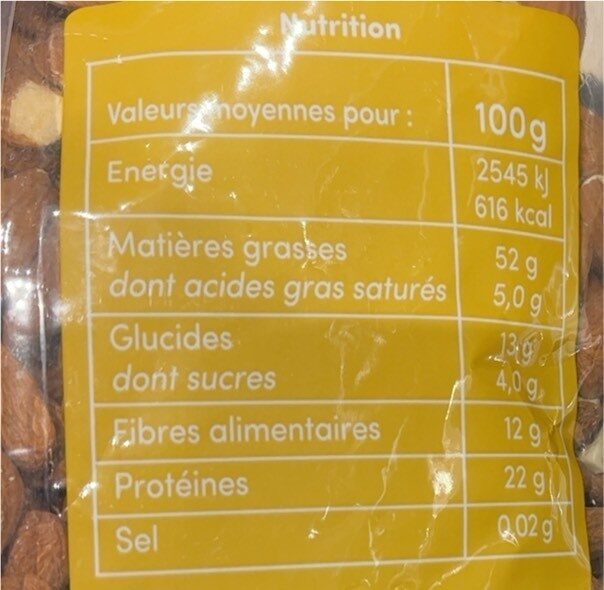 Nutrition
Valeurs moyennes pour : 100g
Energie 2545 kJ
616 kcal
Matières grasses 52 g
dont acides gras saturés 5,0 g
Glucides 13 g
dont sucres 4,0 g
Fibres alimentaires 12 g
Protéines 22 g
Sel 0,02 g